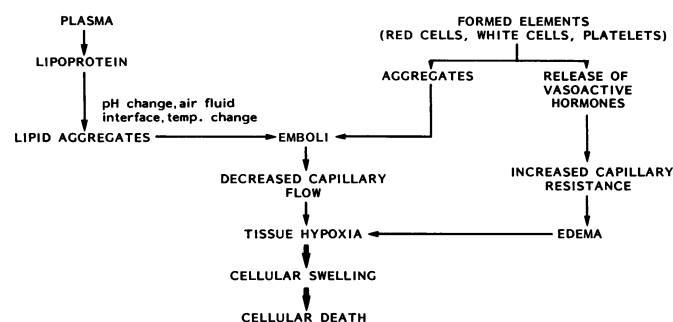 PLASMA
LIPOPROTEIN
pH change, air fluid
interface, temp. change
LIPID AGGREGATES
FORMED ELEMENTS
(RED CELLS, WHITE CELLS, PLATELETS)
AGGREGATES
RELEASE OF
VASOACTIVE
HORMONES
EMBOLI
DECREASED CAPILLARY
FLOW
INCREASED CAPILLARY
RESISTANCE
TISSUE HYPOXIA
EDEMA
CELLULAR SWELLING
CELLULAR DEATH